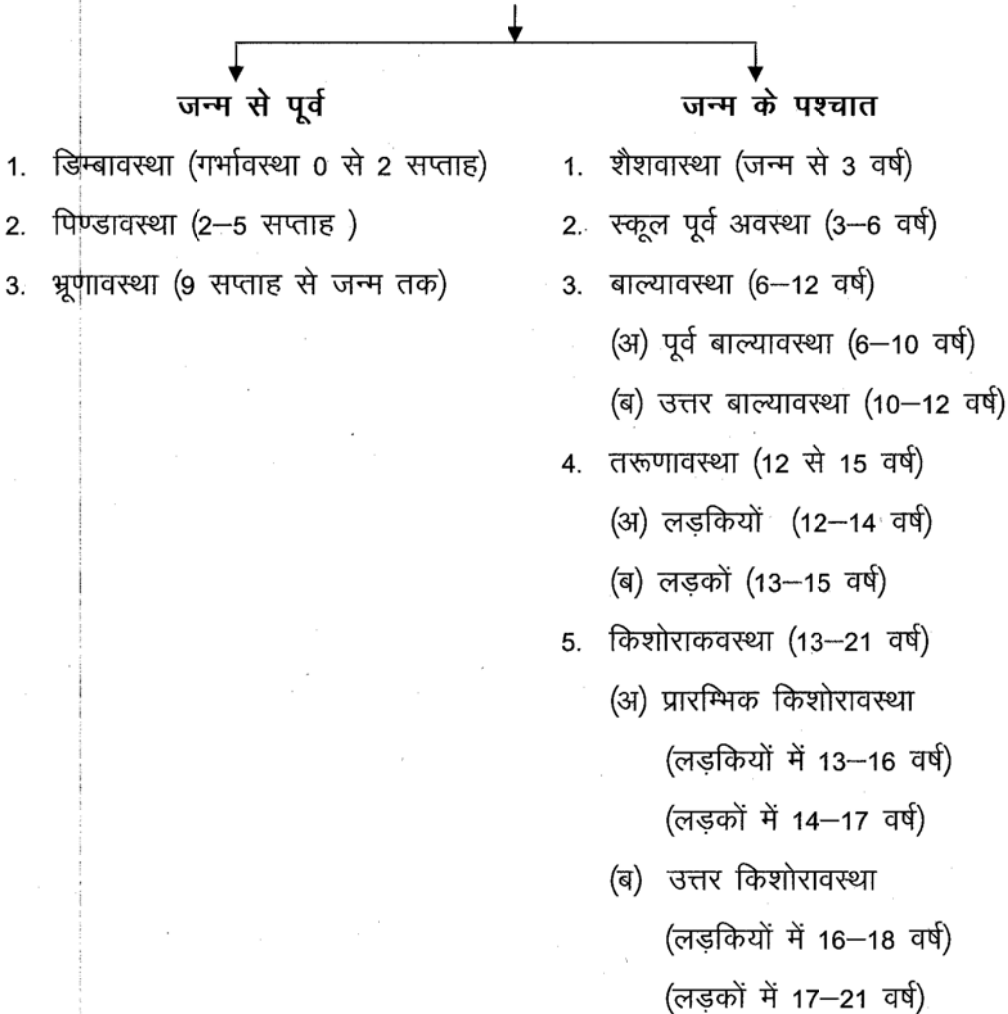 जन्म से पूर्व
1. डिम्बावस्था (गर्भावस्था 0 से 2 सप्ताह)
2. पिण्डावस्था (2–5 सप्ताह )
3. भ्रूणावस्था (9 सप्ताह से जन्म तक)
जन्म के पश्चात
1. शैशवास्था (जन्म से 3 वर्ष)
2. स्कूल पूर्व अवस्था (3–6 वर्ष)
3. बाल्यावस्था (6–12 वर्ष)
(अ) पूर्व बाल्यावस्था (6–10 वर्ष)
(ब) उत्तर बाल्यावस्था (10–12 वर्ष)
4. तरूणावस्था (12 से 15 वर्ष)
(अ) लड़कियों (12–14 वर्ष)
(ब) लड़कों (13–15 वर्ष)
5. किशोराकवस्था (13–21 वर्ष)
(अ) प्रारम्भिक किशोरावस्था
(लड़कियों में 13–16 वर्ष)
(लड़कों में 14–17 वर्ष)
(ब) उत्तर किशोरावस्था
(लड़कियों में 16–18 वर्ष)
(लड़कों में 17–21 वर्ष)